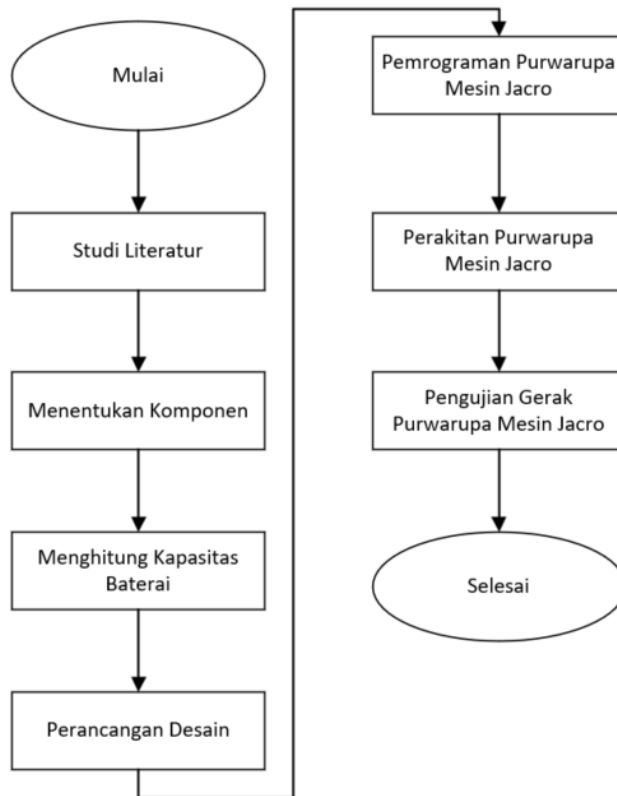 Mulai
Studi Literatur
Menentukan Komponen
Menghitung Kapasitas
Baterai
Perancangan Desain
Pemrograman Purwarupa
Mesin Jacro
Perakitan Purwarupa
Mesin Jacro
Pengujian Gerak
Purwarupa Mesin Jacro
Selesai